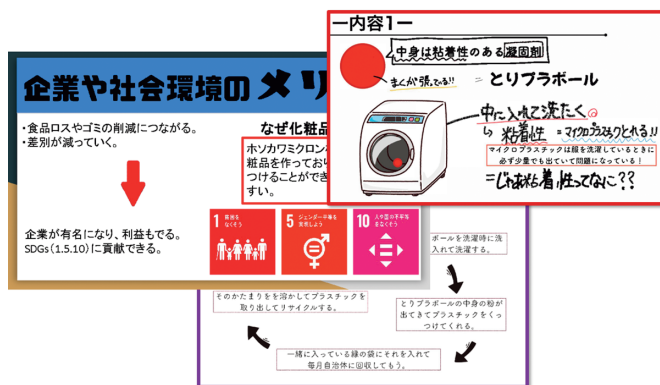 ー内容1ー
中身は粘着性のある凝固剤
まくが張ってる!!
=とりプラボール
中に入れて洗たく。
↳粘着性=マイクロプラスチックとれる!!
マイクロプラスチックは服を洗濯しているときに
必ず少量でも出ていて問題になっている!
=じゃあ粘着性ってなに??
企業や社会環境のメリ
・食品ロスやゴミの削減につながる。
・差別が減っていく。
企業が有名になり、利益もでる。
SDGs(1.5.10)に貢献できる。
なぜ化粧品
ホソカワミクロン
粧品を作ってお
つけることができ
すい。
1 貧困を
なくそう
5 ジェンダー平等を
実現しよう
10 人や国の不平等
をなくそう
ボールを洗濯時に洗
入れて洗濯する。
とりプラボールの中身の粉が
出てきてプラスチックをくっ
つけてくれる。
一緒に入っている緑の袋にそれを入れて
毎月自治体に回収してもう。
そのかたまりをを溶かしてプラスチックを
取り出してリサイクルする。